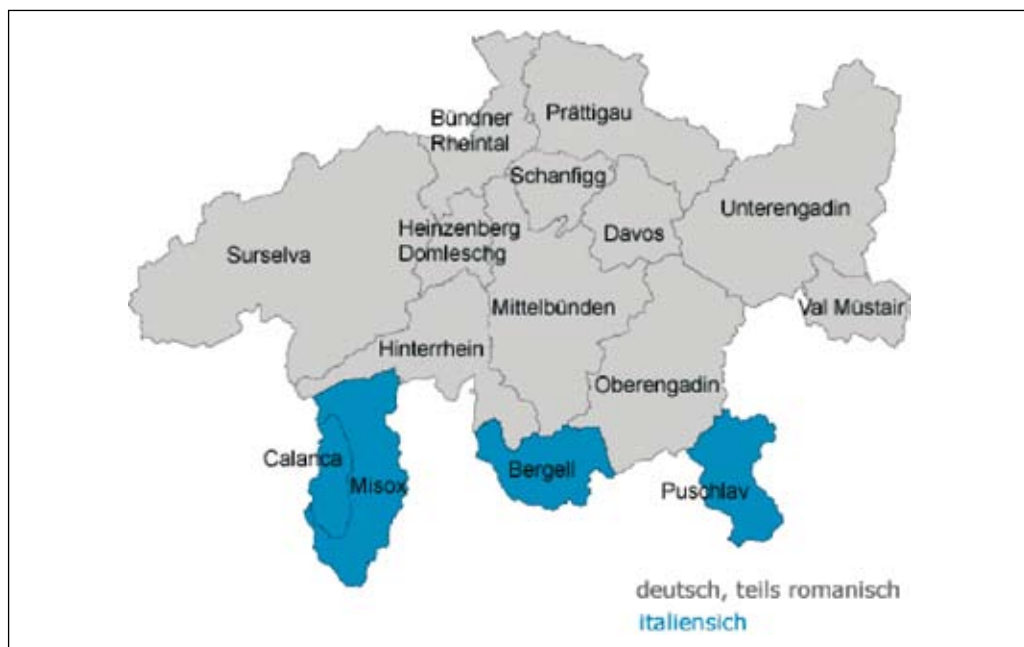 Bündner
Rheintal
Prättigau
Schanfigg
Unterengadin
Heinzenberg
Domleschg
Davos
Surselva
Mittelbünden
Val Müstair
Hinterrhein
Oberengadin
Calanca
Misox
Bergell
Puschlav
deutsch, teils romanisch
italiensich